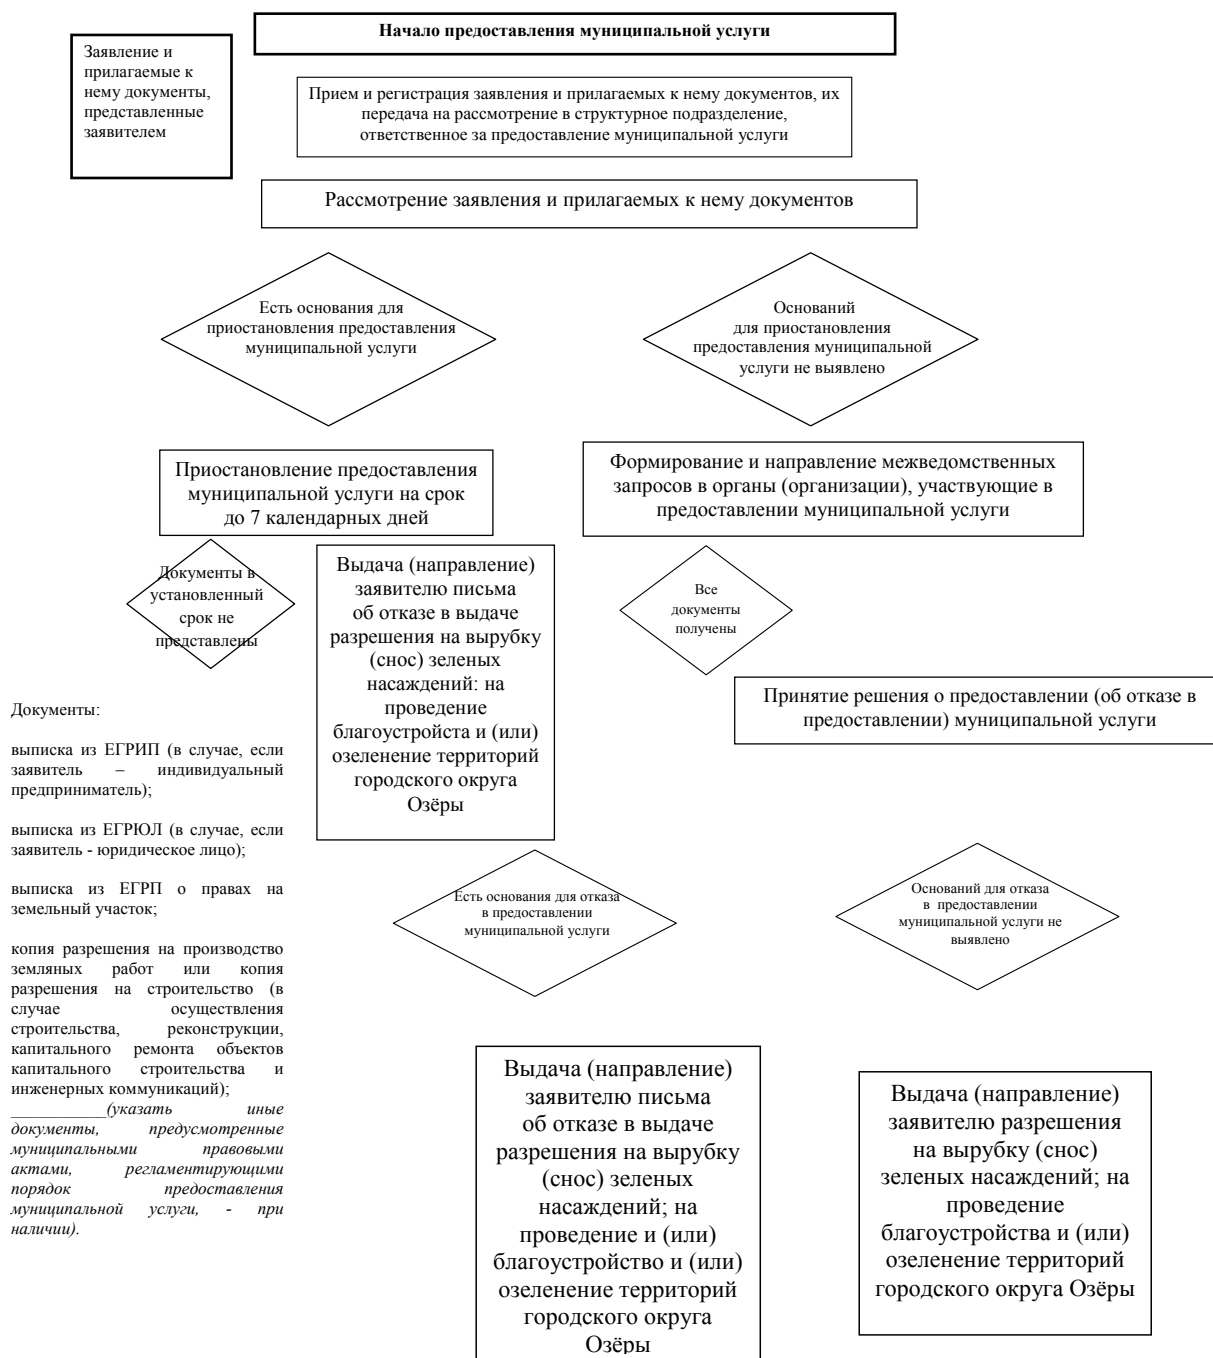 Начало предоставления муниципальной услуги
Заявление и
прилагаемые к
нему документы,
представленные
заявителем
Прием и регистрация заявления и прилагаемых к нему документов, их
передача на рассмотрение в структурное подразделение,
ответственное за предоставление муниципальной услуги
Рассмотрение заявления и прилагаемых к нему документов
Есть основания для
приостановления предоставления
муниципальной услуги
Оснований
для приостановления
предоставления муниципальной
услуги не выявлено
Приостановление предоставления
муниципальной услуги на срок
до 7 календарных дней
Формирование и направление межведомственных
запросов в органы (организации), участвующие в
предоставлении муниципальной услуги
Документы в
установленный
срок не
представлены
Выдача (направление)
заявителю письма
об отказе в выдаче
разрешения на вырубку
(снос) зеленых
насаждений: на
проведение
благоустройста и (или)
озеленение территорий
городского округа
Озёры
Все
документы
получены
Принятие решения о предоставлении (об отказе в
предоставлении) муниципальной услуги
Документы:
выписка из ЕГРИП (в случае, если
заявитель – индивидуальный
предприниматель);
выписка из ЕГРЮЛ (в случае, если
заявитель - юридическое лицо);
выписка из ЕГРП о правах на
земельный участок;
копия разрешения на производство
земляных работ или копия
разрешения на строительство (в
случае осуществления
строительства, реконструкции,
капитального ремонта объектов
капитального строительства и
инженерных коммуникаций);
____________(указать иные
документы, предусмотренные
муниципальными правовыми
актами, регламентирующими
порядок предоставления
муниципальной услуги, - при
наличии).
Есть основания для отказа
в предоставлении
муниципальной услуги
Оснований для отказа
в предоставлении
муниципальной услуги не
выявлено
Выдача (направление)
заявителю письма
об отказе в выдаче
разрешения на вырубку
(снос) зеленых
насаждений; на
проведение и (или)
благоустройство и (или)
озеленение территорий
городского округа
Озёры
Выдача (направление)
заявителю разрешения
на вырубку (снос)
зеленых насаждений; на
проведение
благоустройства и (или)
озеленение территорий
городского округа Озёры